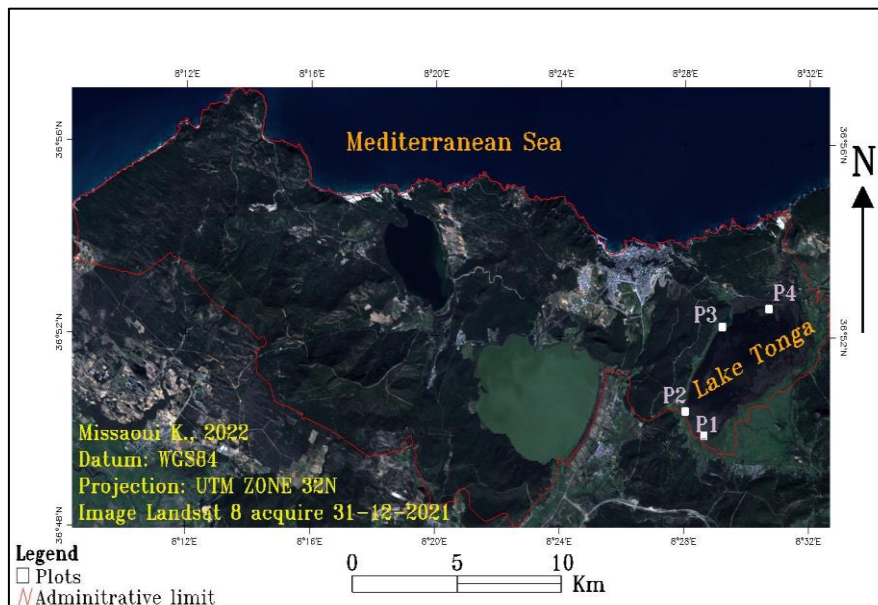 8°12'E 8°16'E 8°20'E 8°24'E 8°28'E 8°32'E
36°56'N
Mediterranean Sea
36°56'N
N
P4
P3
36°52'N
36°52'N
Lake Tonga
P2
P1
Missaoui K., 2022
Datum: WGS84
Projection: UTM ZONE 32N
Image Landsat 8 acquire 31-12-2021
36°48'N
8°12'E 8°16'E 8°20'E 8°24'E 8°28'E 8°32'E
Legend
Plots
Adminitrative limit
0 5 10
Km